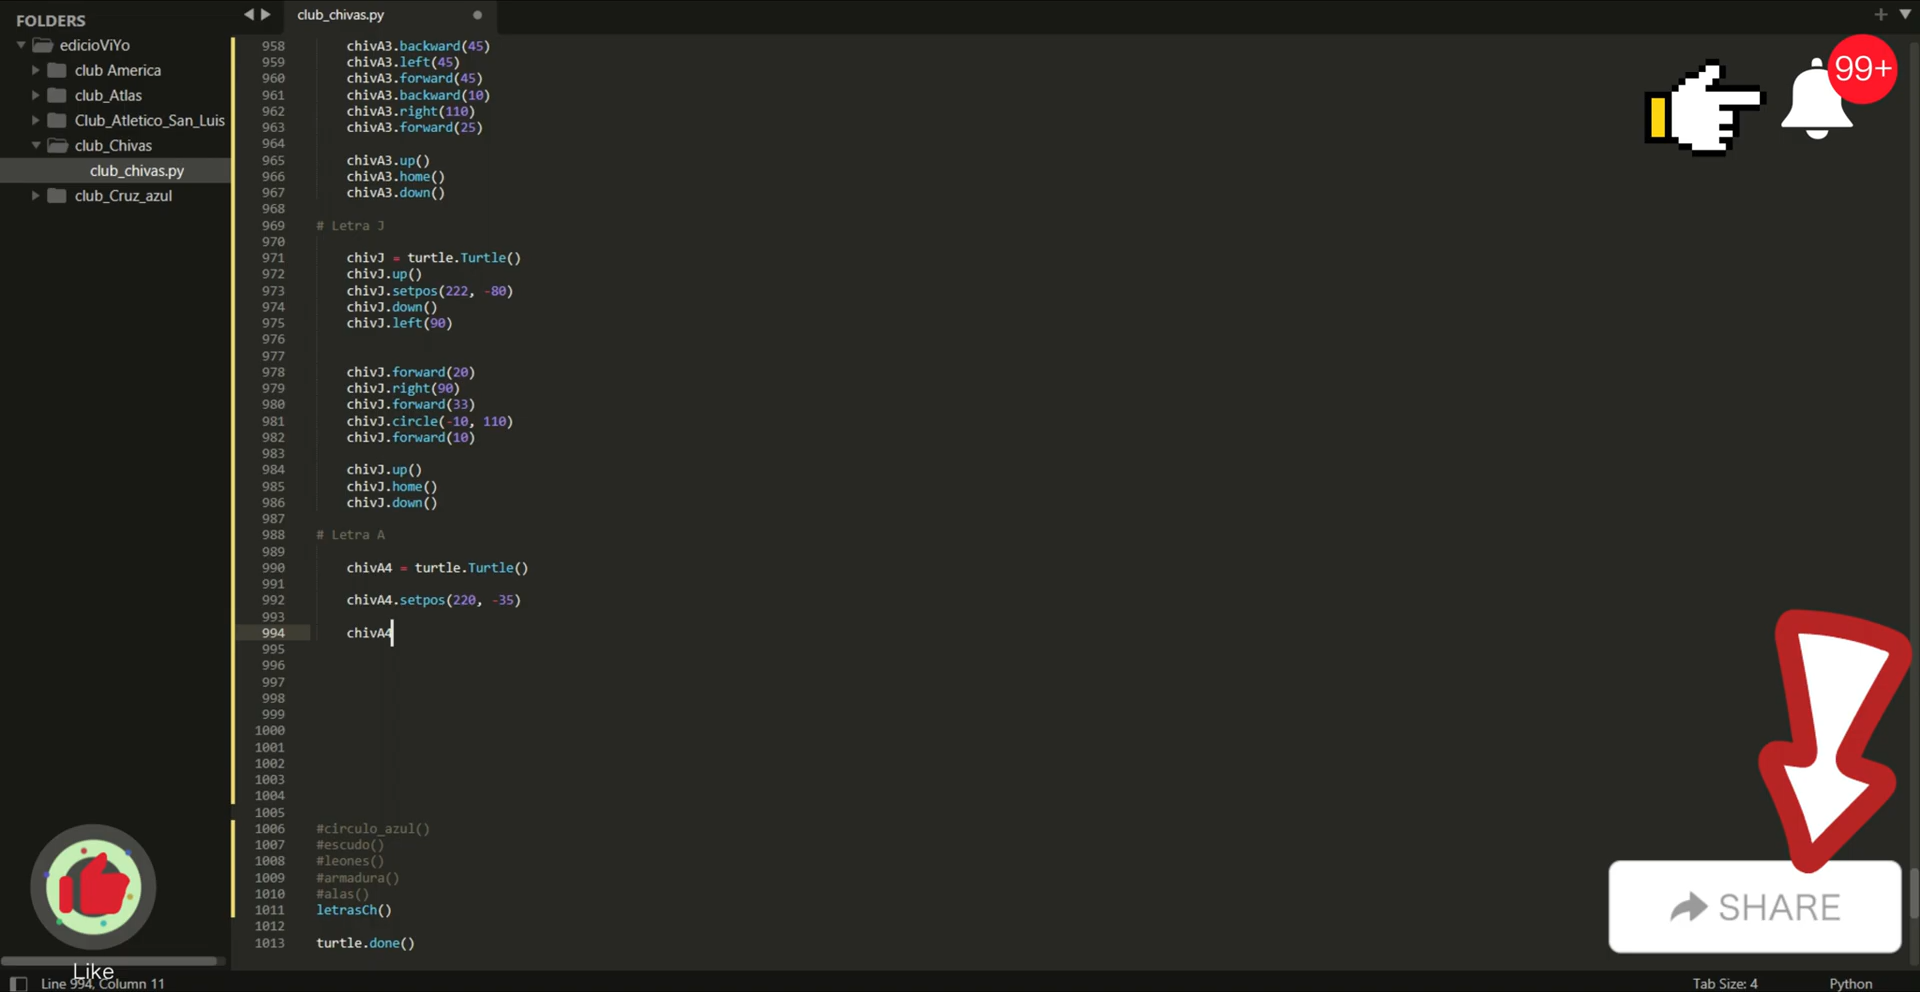 FOLDERS
edicioViYo
club America
club_Atlas
Club_Atletico_San_Luis
club_Chivas
club_chivas.py
club_Cruz_azul
club_chivas.py
958 chivA3.backward(45)
959 chivA3.left(45)
960 chivA3.forward(45)
961 chivA3.backward(10)
962 chivA3.right(110)
963 chivA3.forward(25)
964
965 chivA3.up()
966 chivA3.home()
967 chivA3.down()
968
969 # Letra J
970
971 chivJ = turtle.Turtle()
972 chivJ.up()
973 chivJ.setpos(222, -80)
974 chivJ.down()
975 chivJ.left(90)
976
977
978 chivJ.forward(20)
979 chivJ.right(90)
980 chivJ.forward(33)
981 chivJ.circle(-10, 110)
982 chivJ.forward(10)
983
984 chivJ.up()
985 chivJ.home()
986 chivJ.down()
987
988 # Letra A
989
990 chivA4 = turtle.Turtle()
991
992 chivA4.setpos(220, -35)
993
994 chivA4
995
996
997
998
999
1000
1001
1002
1003
1004
1005
1006 #circulo_azul()
1007 #escudo()
1008 #leones()
1009 #armadura()
1010 #alas()
1011 letrasCh()
1012
1013 turtle.done()
99+
SHARE
Like
Line 994, Column 11
Tab Size: 4
Python